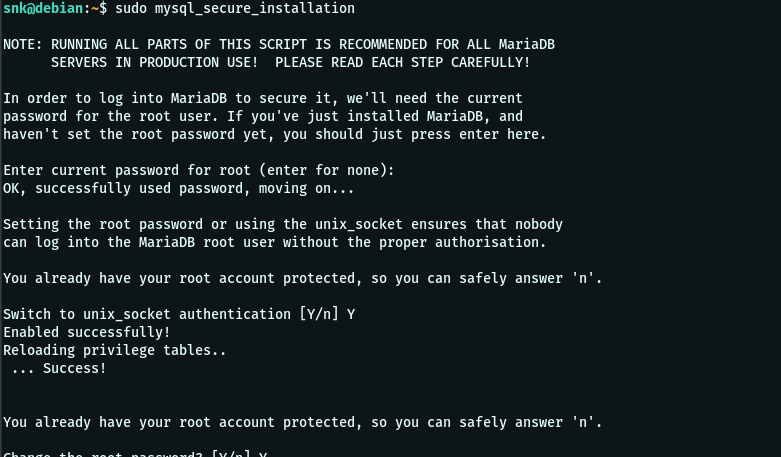 snk@debian:~$ sudo mysql_secure_installation
NOTE: RUNNING ALL PARTS OF THIS SCRIPT IS RECOMMENDED FOR ALL MariaDB
SERVERS IN PRODUCTION USE!  PLEASE READ EACH STEP CAREFULLY!
In order to log into MariaDB to secure it, we'll need the current
password for the root user. If you've just installed MariaDB, and
haven't set the root password yet, you should just press enter here.
Enter current password for root (enter for none):
OK, successfully used password, moving on...
Setting the root password or using the unix_socket ensures that nobody
can log into the MariaDB root user without the proper authorisation.
You already have your root account protected, so you can safely answer 'n'.
Switch to unix_socket authentication [Y/n] Y
Enabled successfully!
Reloading privilege tables..
... Success!
You already have your root account protected, so you can safely answer 'n'.
Change the root password? [Y/n] Y